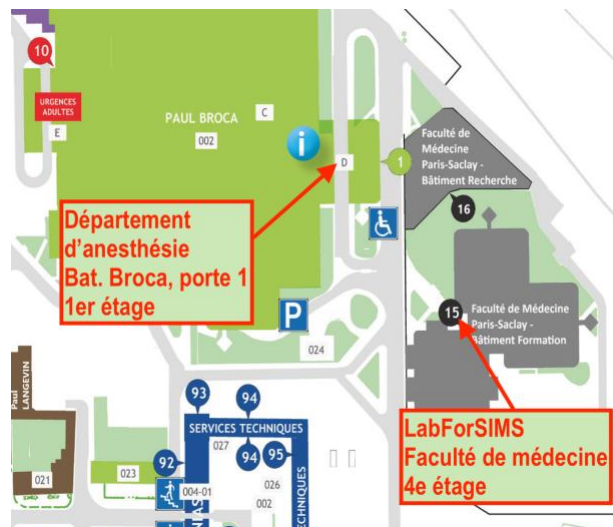 10
URGENCES
ADULTES
E
PAUL BROCA
002
C
i
D
1
Faculté de
Médecine
Paris-Saclay -
Bâtiment Recherche
16
Département
d'anesthésie
Bat. Broca, porte 1
1er étage
P
024
15
Faculté de Médecine
Paris-Saclay -
Bâtiment Formation
LabForSIMS
Faculté de médecine
4e étage
Paul
LANGEVIN
021
023
93
94
SERVICES TECHNIQUES
027
92
94
95
004-01
026
002